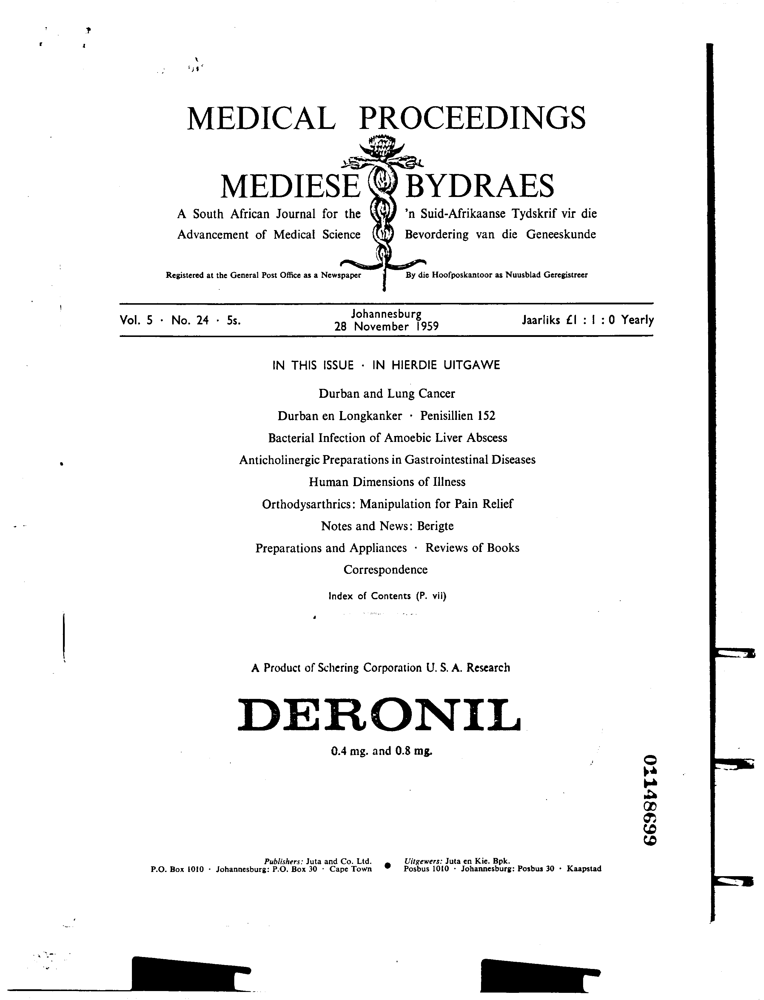 MEDICAL PROCEEDINGS
MEDIESE BYDRAES
A South African Journal for the
Advancement of Medical Science
'n Suid-Afrikaanse Tydskrif vir die
Bevordering van die Geneeskunde
Registered at the General Post Office as a Newspaper
By die Hoofposkantoor as Nuusblad Geregistreer
Vol. 5 · No. 24 · 5s.
Johannesburg
28 November 1959
Jaarliks £1 : 1 : 0 Yearly
IN THIS ISSUE · IN HIERDIE UITGAWE
Durban and Lung Cancer
Durban en Longkanker · Penisillien 152
Bacterial Infection of Amoebic Liver Abscess
Anticholinergic Preparations in Gastrointestinal Diseases
Human Dimensions of Illness
Orthodysarthrics: Manipulation for Pain Relief
Notes and News: Berigte
Preparations and Appliances · Reviews of Books
Correspondence
Index of Contents (P. vii)
A Product of Schering Corporation U. S. A. Research
DERONIL
0.4 mg. and 0.8 mg.
01148699
Publishers: Juta and Co. Ltd.
P.O. Box 1010 · Johannesburg: P.O. Box 30 · Cape Town
Uitgewers: Juta en Kie. Bpk.
Posbus 1010 · Johannesburg: Posbus 30 · Kaapstad